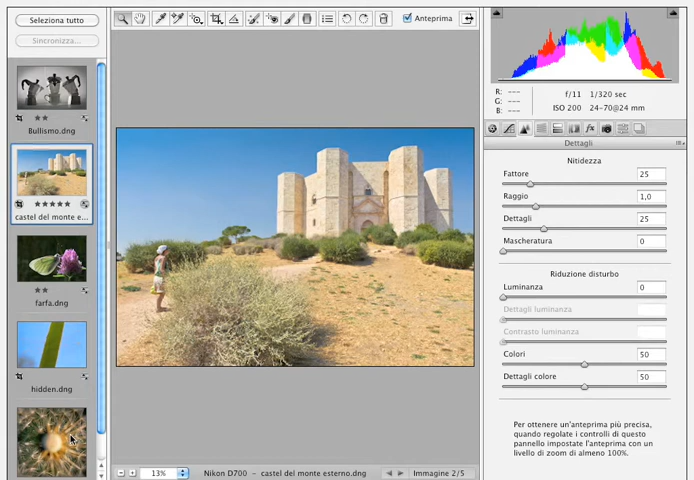 Seleziona tutto
Sincronizza...
Bullismo.dng
castel del monte e...
farfa.dng
hidden.dng
Anteprima
13%
Nikon D700 – castel del monte esterno.dng
Immagine 2/5
R: ---
G: ---
B: ---
f/11 1/320 sec
ISO 200 24-70@24 mm
Dettagli
Nitidezza
Fattore 25
Raggio 1,0
Dettagli 25
Mascheratura 0
Riduzione disturbo
Luminanza 0
Dettagli luminanza
Contrasto luminanza
Colori 50
Dettagli colore 50
Per ottenere un'anteprima più precisa,
quando regolate i controlli di questo
pannello impostate l'anteprima con un
livello di zoom di almeno 100%.